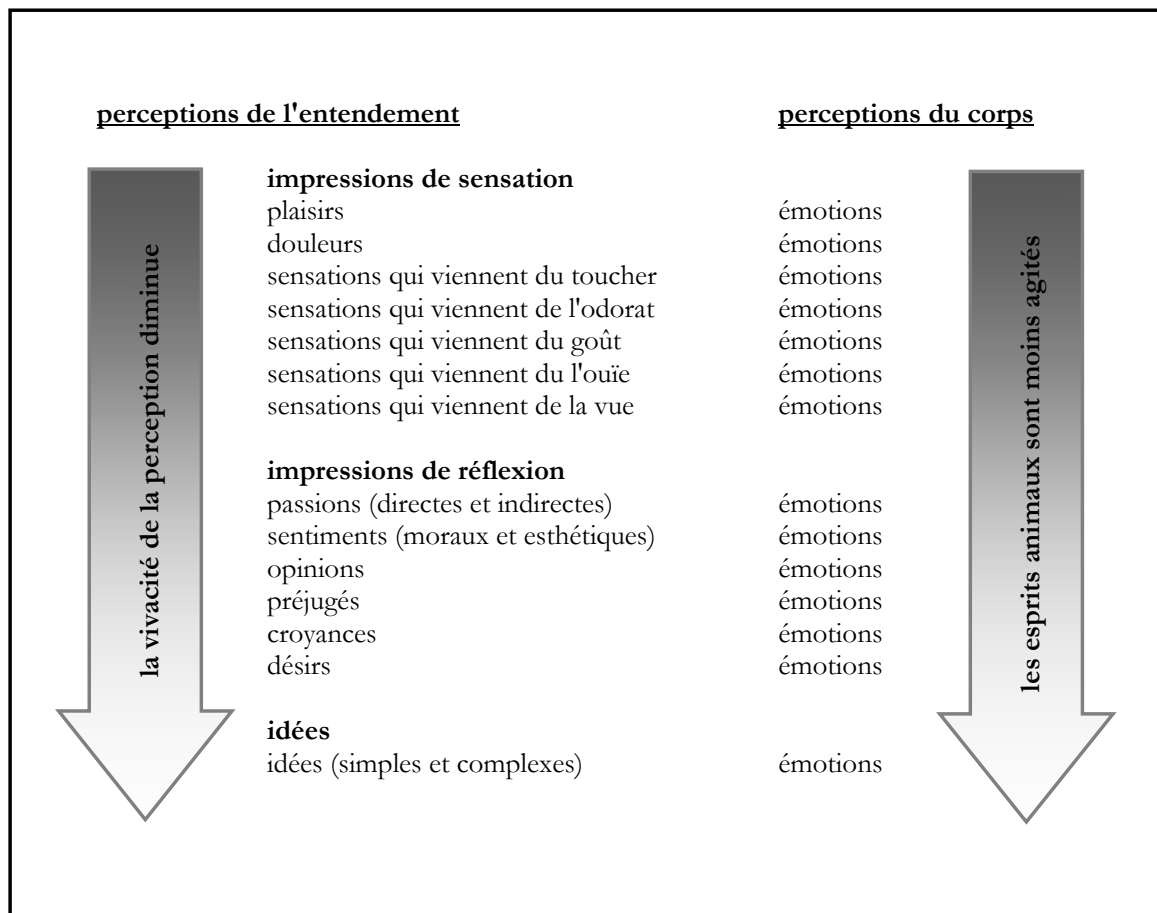 perceptions de l'entendement perceptions du corps
la vivacité de la perception diminue
impressions de sensation
plaisirs émotions
douleurs émotions
sensations qui viennent du toucher émotions
sensations qui viennent de l'odorat émotions
sensations qui viennent du goût émotions
sensations qui viennent du l'ouïe émotions
sensations qui viennent de la vue émotions
impressions de réflexion
passions (directes et indirectes) émotions
sentiments (moraux et esthétiques) émotions
opinions émotions
préjugés émotions
croyances émotions
désirs émotions
idées
idées (simples et complexes) émotions
les esprits animaux sont moins agités